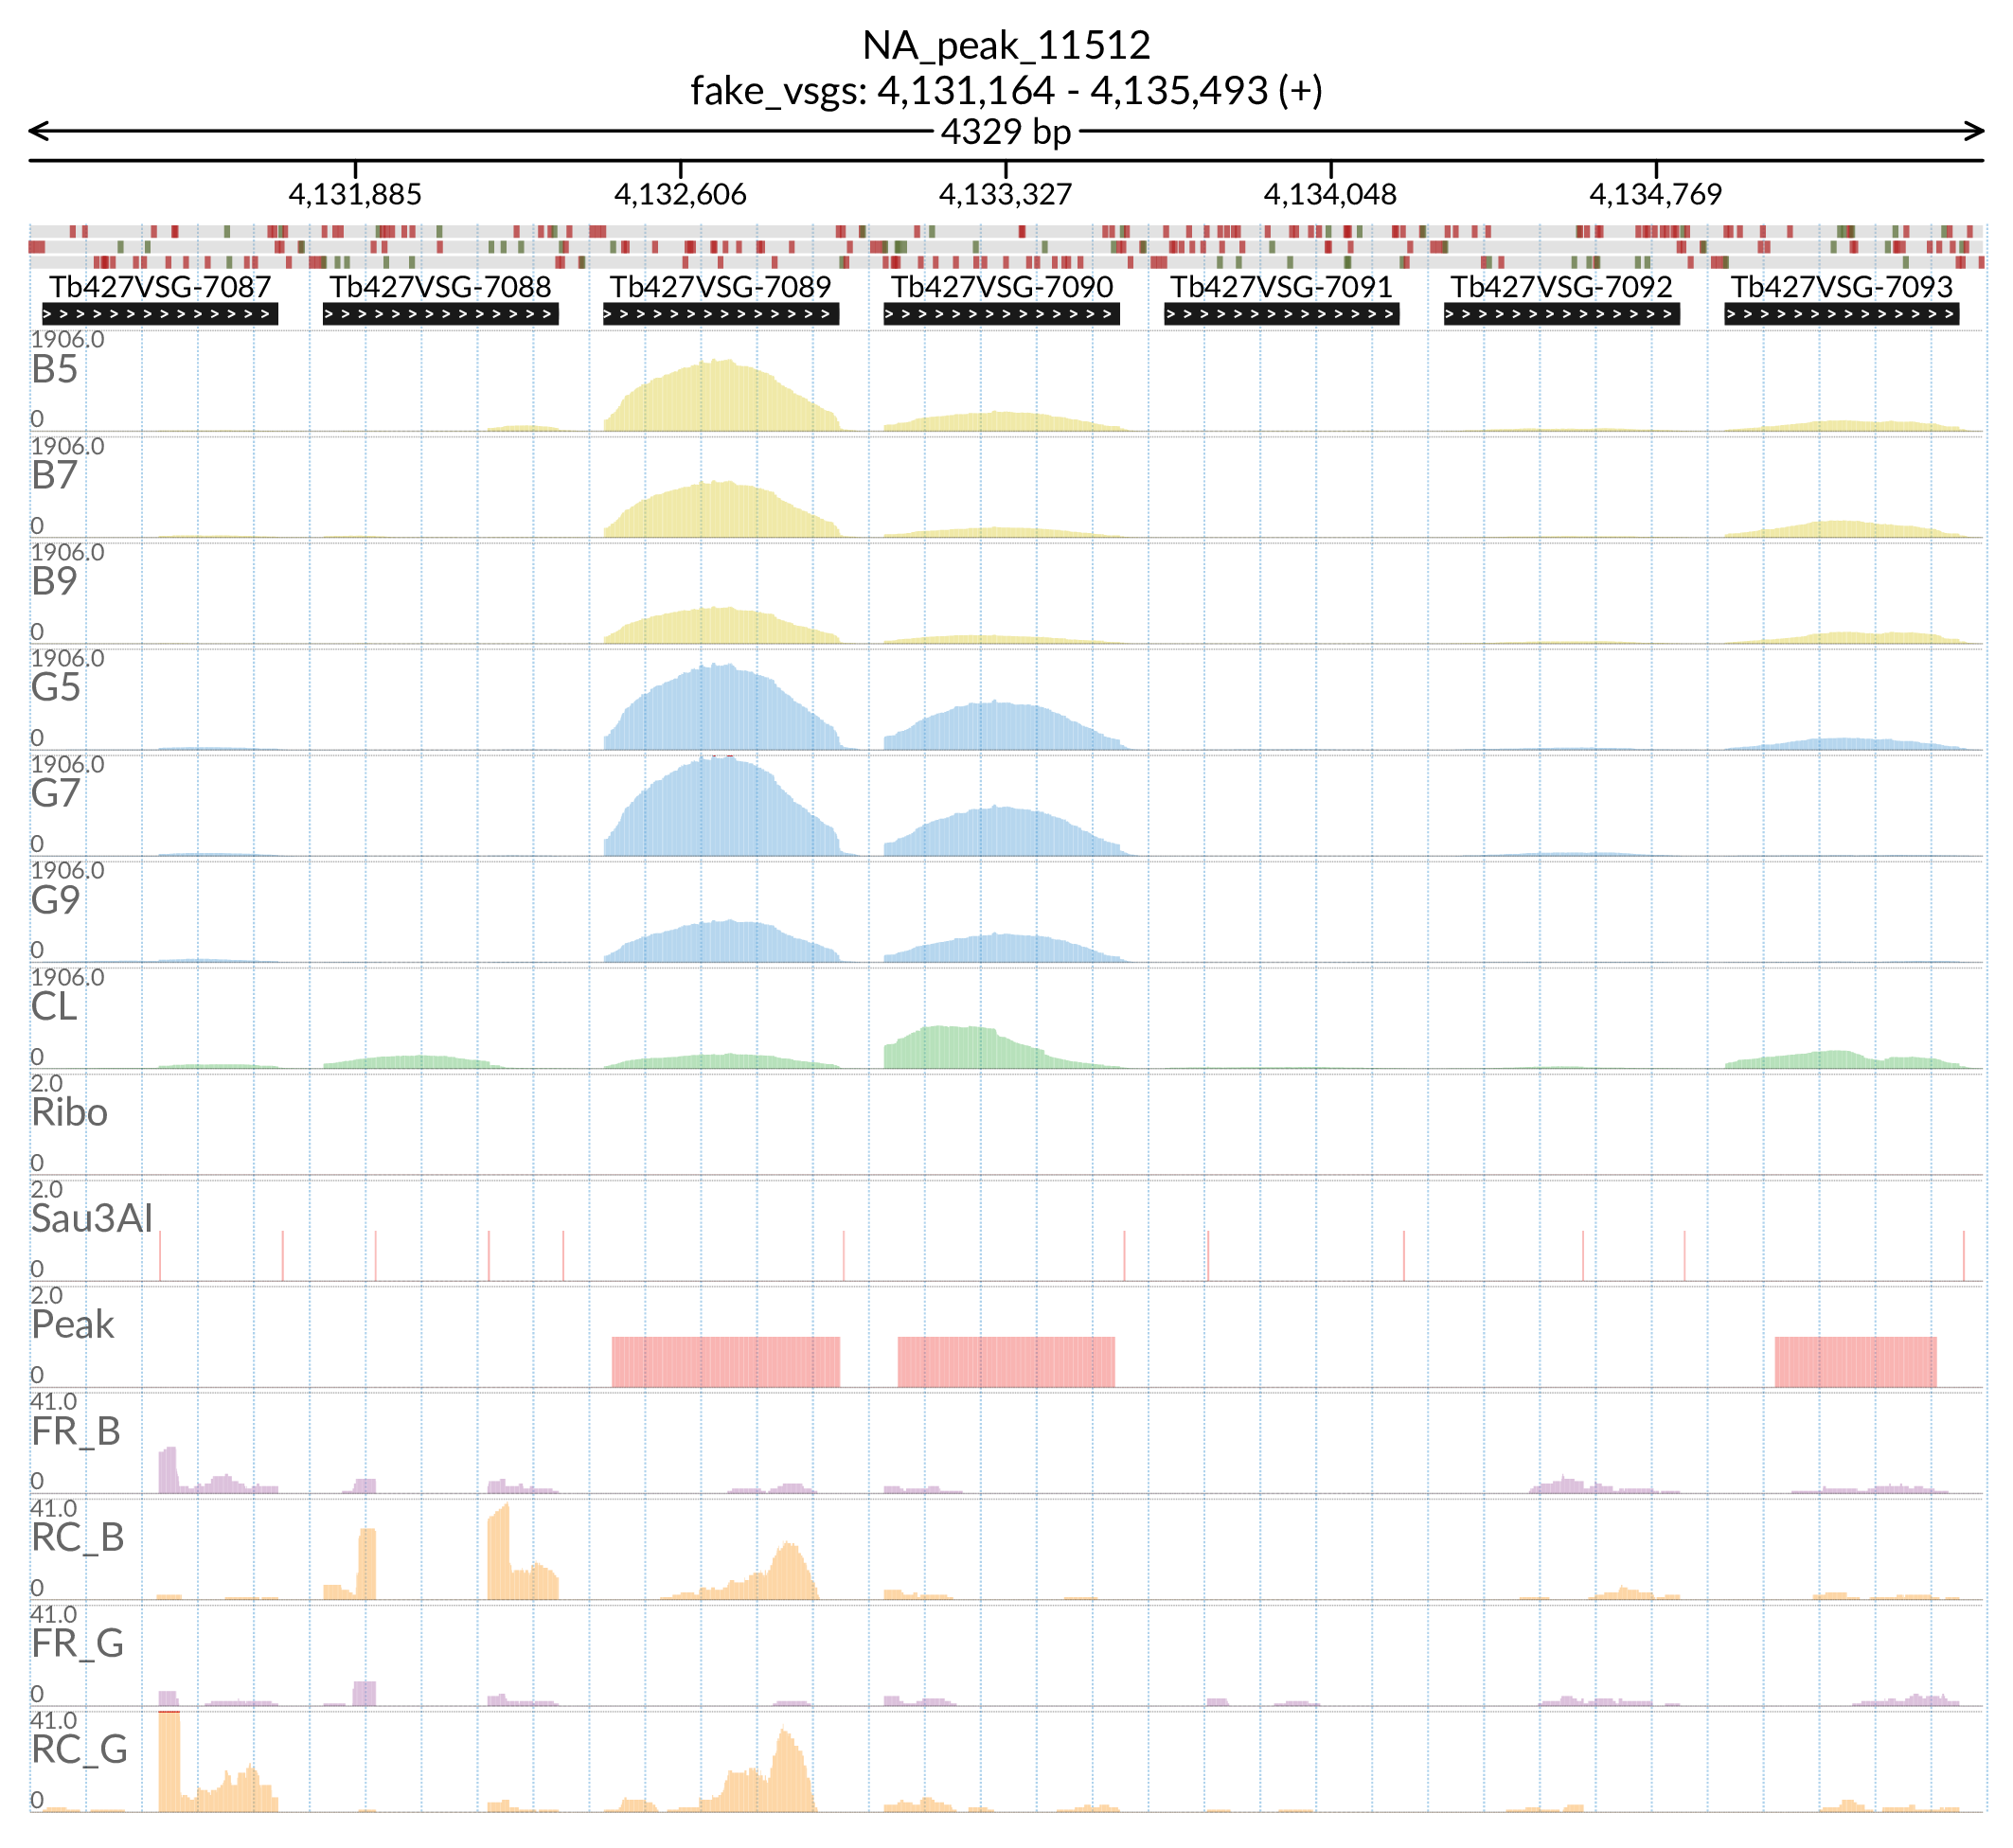 NA_peak_11512
fake_vsgs: 4,131,164 - 4,135,493 (+)
4329 bp
4,131,885 4,132,606 4,133,327 4,134,048 4,134,769
Tb427VSG-7087 Tb427VSG-7088 Tb427VSG-7089 Tb427VSG-7090 Tb427VSG-7091 Tb427VSG-7092 Tb427VSG-7093
1906.0
B5
0
1906.0
B7
0
1906.0
B9
0
1906.0
G5
0
1906.0
G7
0
1906.0
G9
0
1906.0
CL
0
2.0
Ribo
0
2.0
Sau3AI
0
2.0
Peak
0
41.0
FR_B
0
41.0
RC_B
0
41.0
FR_G
0
41.0
RC_G
0